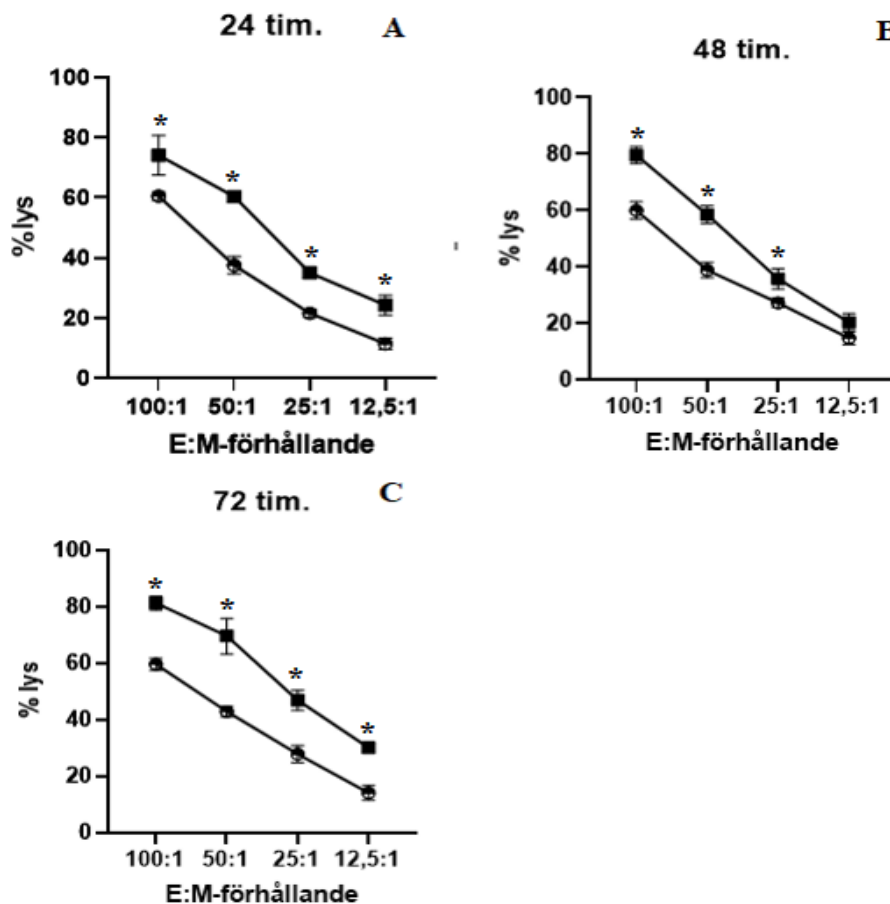 24 tim.
A
100
80
60
40
20
0
% lys
* * * *
100:1 50:1 25:1 12,5:1
E:M-förhållande
48 tim.
B
100
80
60
40
20
0
% lys
* * *
100:1 50:1 25:1 12,5:1
E:M-förhållande
72 tim.
C
100
80
60
40
20
0
% lys
* * * *
100:1 50:1 25:1 12,5:1
E:M-förhållande